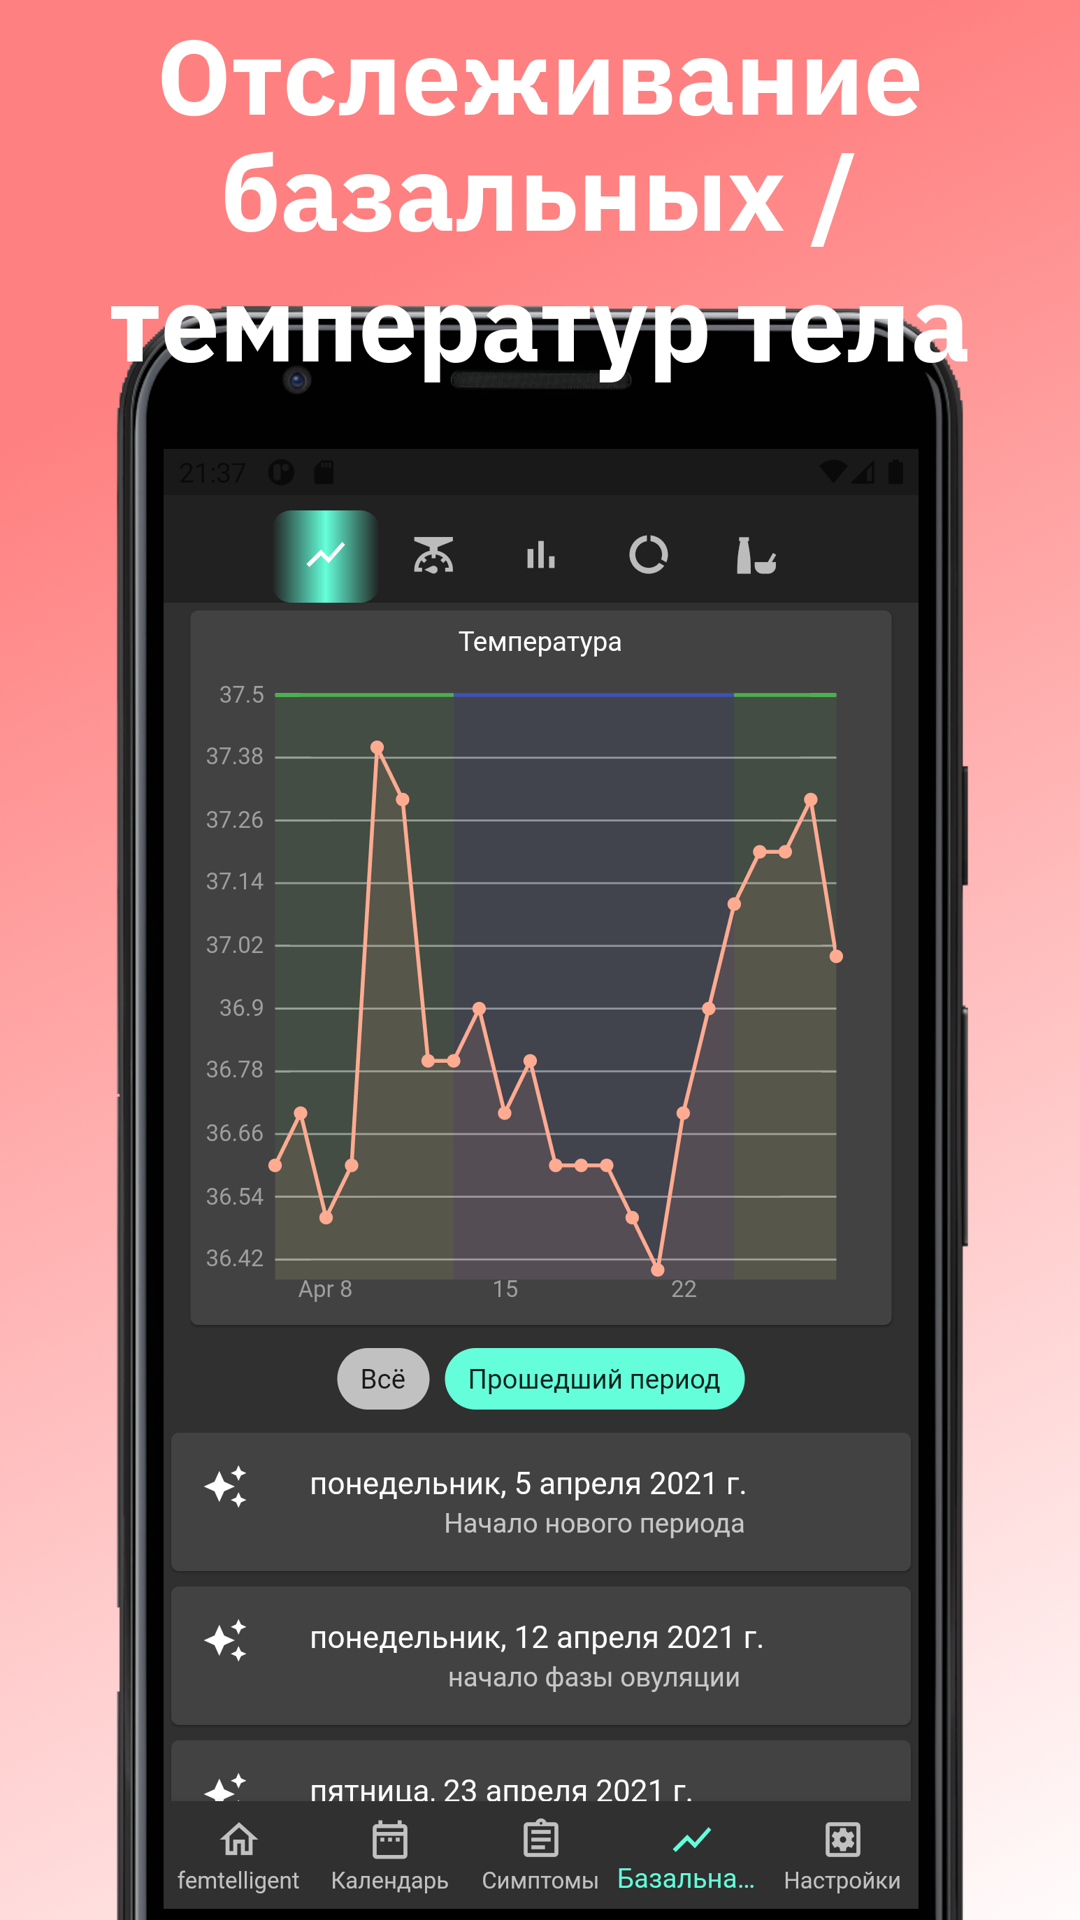 Отслеживание
базальных /
температур тела
21:37
Температура
37.5
37.38
37.26
37.14
37.02
36.9
36.78
36.66
36.54
36.42
Apr 8 15 22
Всё Прошедший период
понедельник, 5 апреля 2021 г.
Начало нового периода
понедельник, 12 апреля 2021 г.
начало фазы овуляции
пятница, 23 апреля 2021 г.
femtelligent Календарь Симптомы Базальна... Настройки